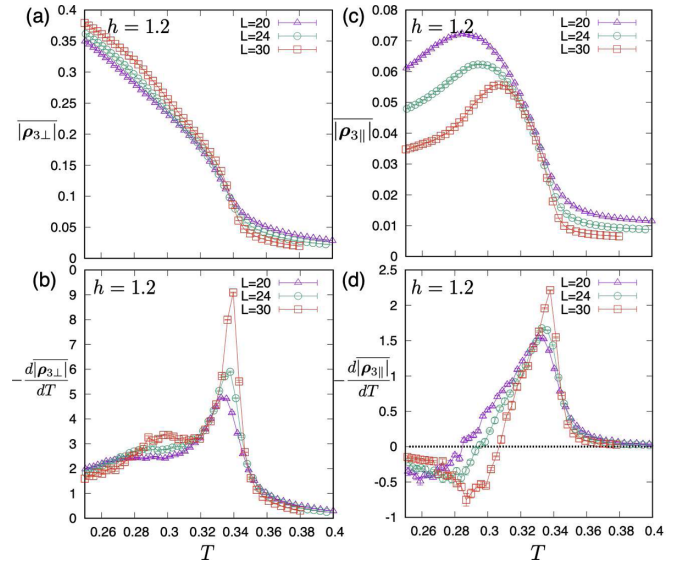 (a)
h = 1.2
L=20
L=24
L=30
0.4
0.35
0.3
0.25
0.2
0.15
0.1
0.05
0
|ρ3⊥|
(c)
h = 1.2
L=20
L=24
L=30
0.08
0.07
0.06
0.05
0.04
0.03
0.02
0.01
0
|ρ3∥|
(b)
h = 1.2
L=20
L=24
L=30
0
9
8
7
6
5
4
3
2
1
0
−d|ρ3⊥|/dT
0.26 0.28 0.3 0.32 0.34 0.36 0.38 0.4
T
(d)
h = 1.2
L=20
L=24
L=30
2.5
2
1.5
1
0.5
0
-0.5
-1
−d|ρ3∥|/dT
0.26 0.28 0.3 0.32 0.34 0.36 0.38 0.4
T